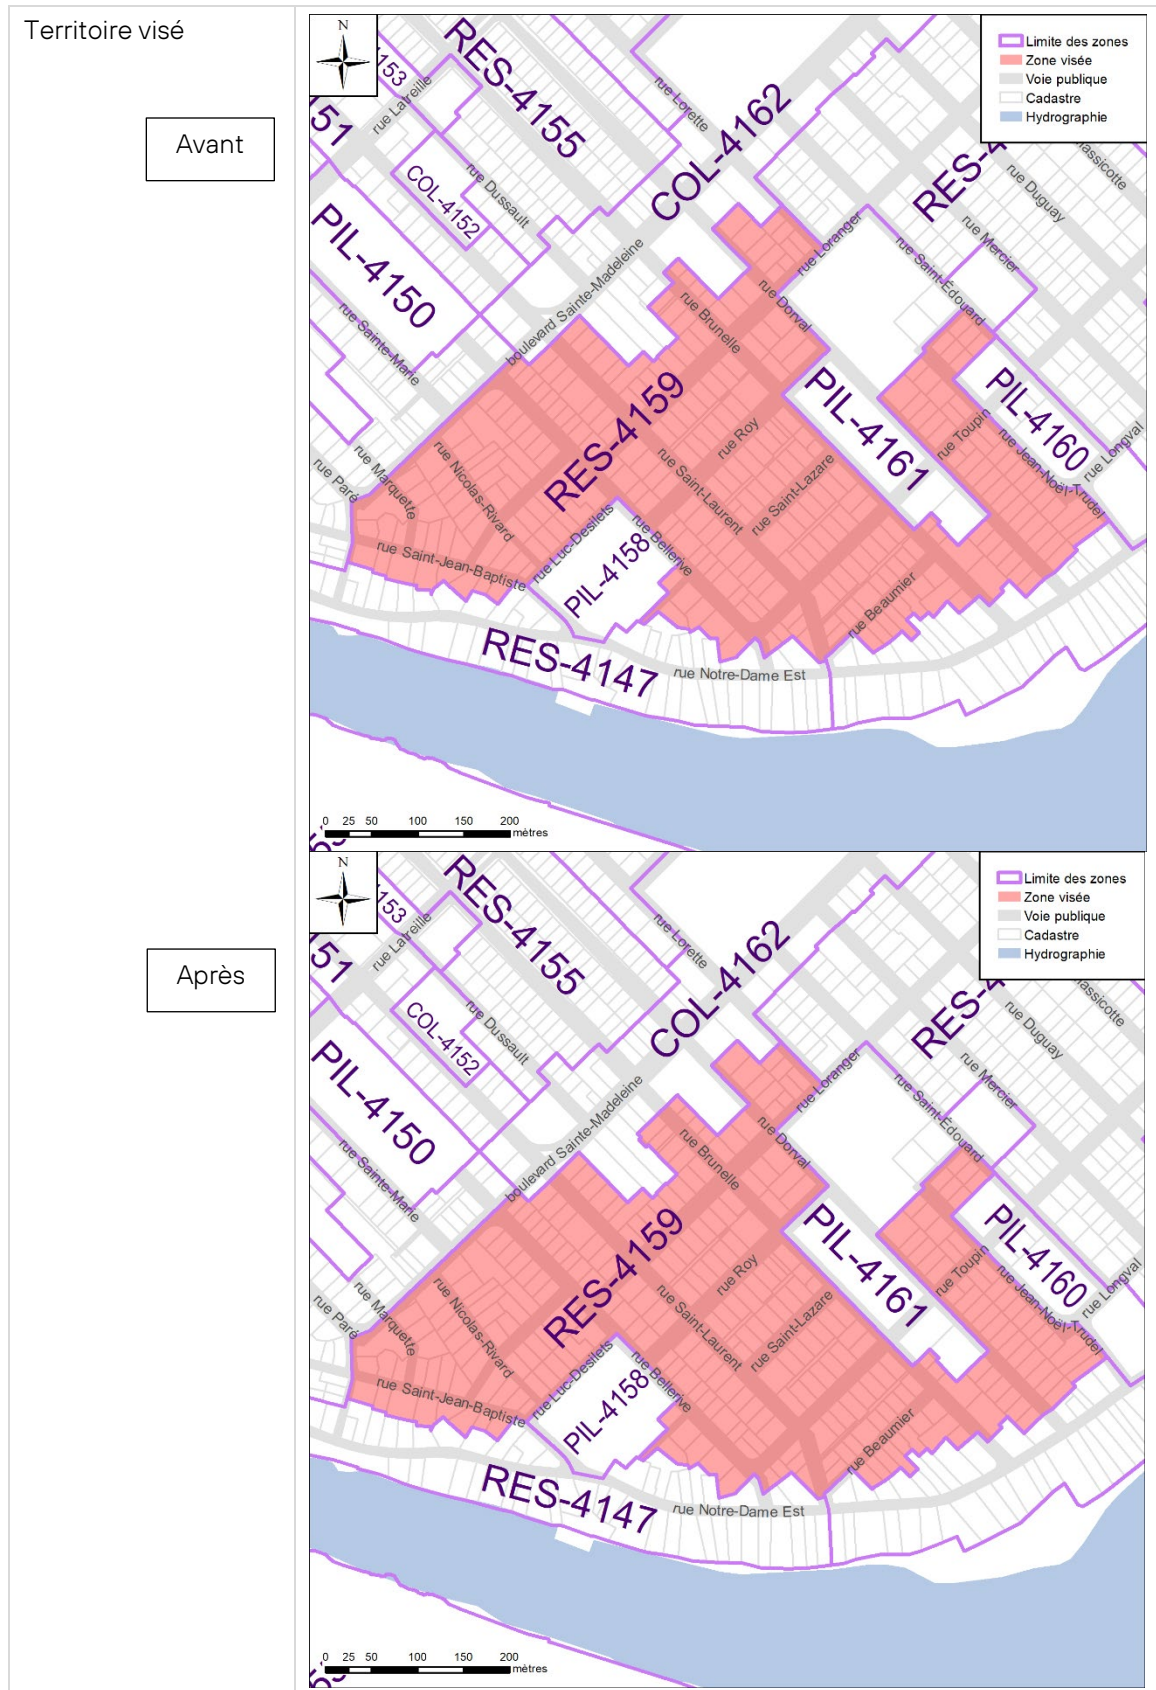 Territoire visé
Avant
N
Limite des zones
Zone visée
Voie publique
Cadastre
Hydrographie
RES-4155
COL-4162
COL-4152
PIL-4150
RES-4159
PIL-4161
PIL-4160
PIL-4158
RES-4147
RES-4
153
51
rue Latreille
rue Dussault
rue Lorette
boulevard Sainte-Madeleine
rue Sainte-Marie
rue Marquette
rue Paré
rue Nicolas-Rivard
rue Saint-Jean-Baptiste
rue Luc-Desilets
rue Bellerive
rue Saint-Laurent
rue Saint-Lazare
rue Roy
rue Brunelle
rue Dorval
rue Loranger
rue Saint-Édouard
rue Mercier
rue Duguay
assicotte
rue Toupin
rue Jean-Noël-Trudel
rue Longval
rue Beaumier
rue Notre-Dame Est
0 25 50 100 150 200
mètres
Après
N
Limite des zones
Zone visée
Voie publique
Cadastre
Hydrographie
RES-4155
COL-4162
COL-4152
PIL-4150
RES-4159
PIL-4161
PIL-4160
PIL-4158
RES-4147
RES-4
153
51
rue Latreille
rue Dussault
rue Lorette
boulevard Sainte-Madeleine
rue Sainte-Marie
rue Marquette
rue Paré
rue Nicolas-Rivard
rue Saint-Jean-Baptiste
rue Luc-Desilets
rue Bellerive
rue Saint-Laurent
rue Saint-Lazare
rue Roy
rue Brunelle
rue Dorval
rue Loranger
rue Saint-Édouard
rue Mercier
rue Duguay
assicotte
rue Toupin
rue Jean-Noël-Trudel
rue Longval
rue Beaumier
rue Notre-Dame Est
0 25 50 100 150 200
mètres